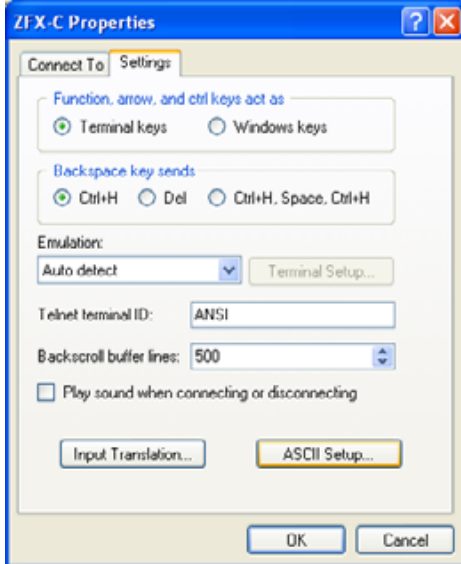 ZFX-C Properties
Connect To Settings
Function, arrow, and ctrl keys act as
Terminal keys Windows keys
Backspace key sends
Ctrl+H Del Ctrl+H, Space, Ctrl+H
Emulation:
Auto detect Terminal Setup...
Telnet terminal ID: ANSI
Backscroll buffer lines: 500
Play sound when connecting or disconnecting
Input Translation... ASCII Setup...
OK Cancel